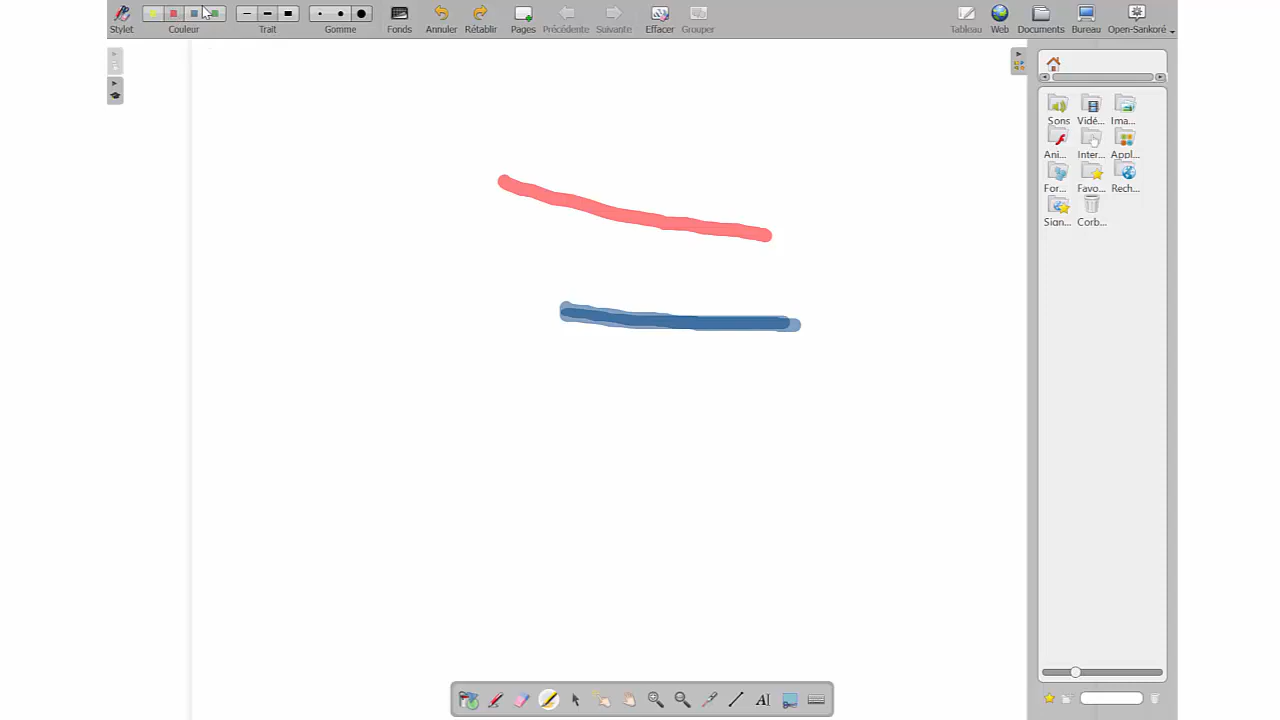 Stylet Couleur Trait Gomme Fonds Annuler Rétablir Pages Précédente Suivante Effacer Grouper Tableau Web Documents Bureau Open-Sankoré
Sons Vidé... Ima...
Ani... Inter... Appl...
For... Favo... Rech...
Sign... Corb...
AI